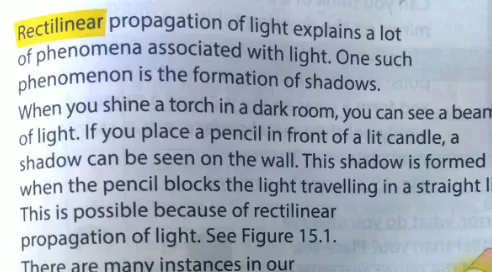 Rectilinear propagation of light explains a lot
of phenomena associated with light. One such
phenomenon is the formation of shadows.
When you shine a torch in a dark room, you can see a beam
of light. If you place a pencil in front of a lit candle, a
shadow can be seen on the wall. This shadow is formed
when the pencil blocks the light travelling in a straight
This is possible because of rectilinear
propagation of light. See Figure 15.1.
There are many instances in our